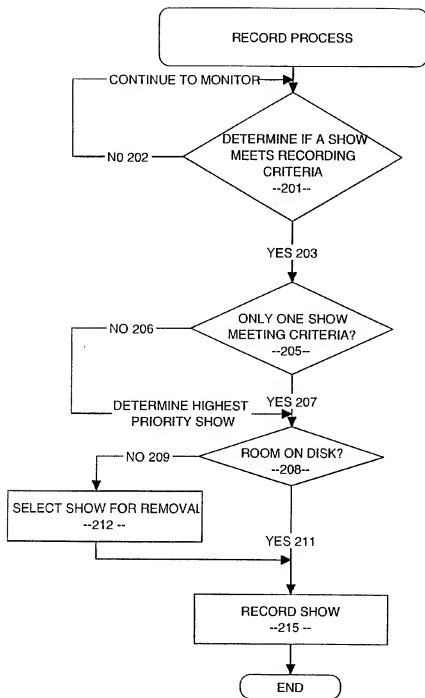 RECORD PROCESS
CONTINUE TO MONITOR
DETERMINE IF A SHOW
MEETS RECORDING
CRITERIA
--201--
N0 202
YES 203
ONLY ONE SHOW
MEETING CRITERIA?
--205--
NO 206
YES 207
DETERMINE HIGHEST
PRIORITY SHOW
ROOM ON DISK?
--208--
NO 209
SELECT SHOW FOR REMOVAL
--212 --
YES 211
RECORD SHOW
--215 --
END